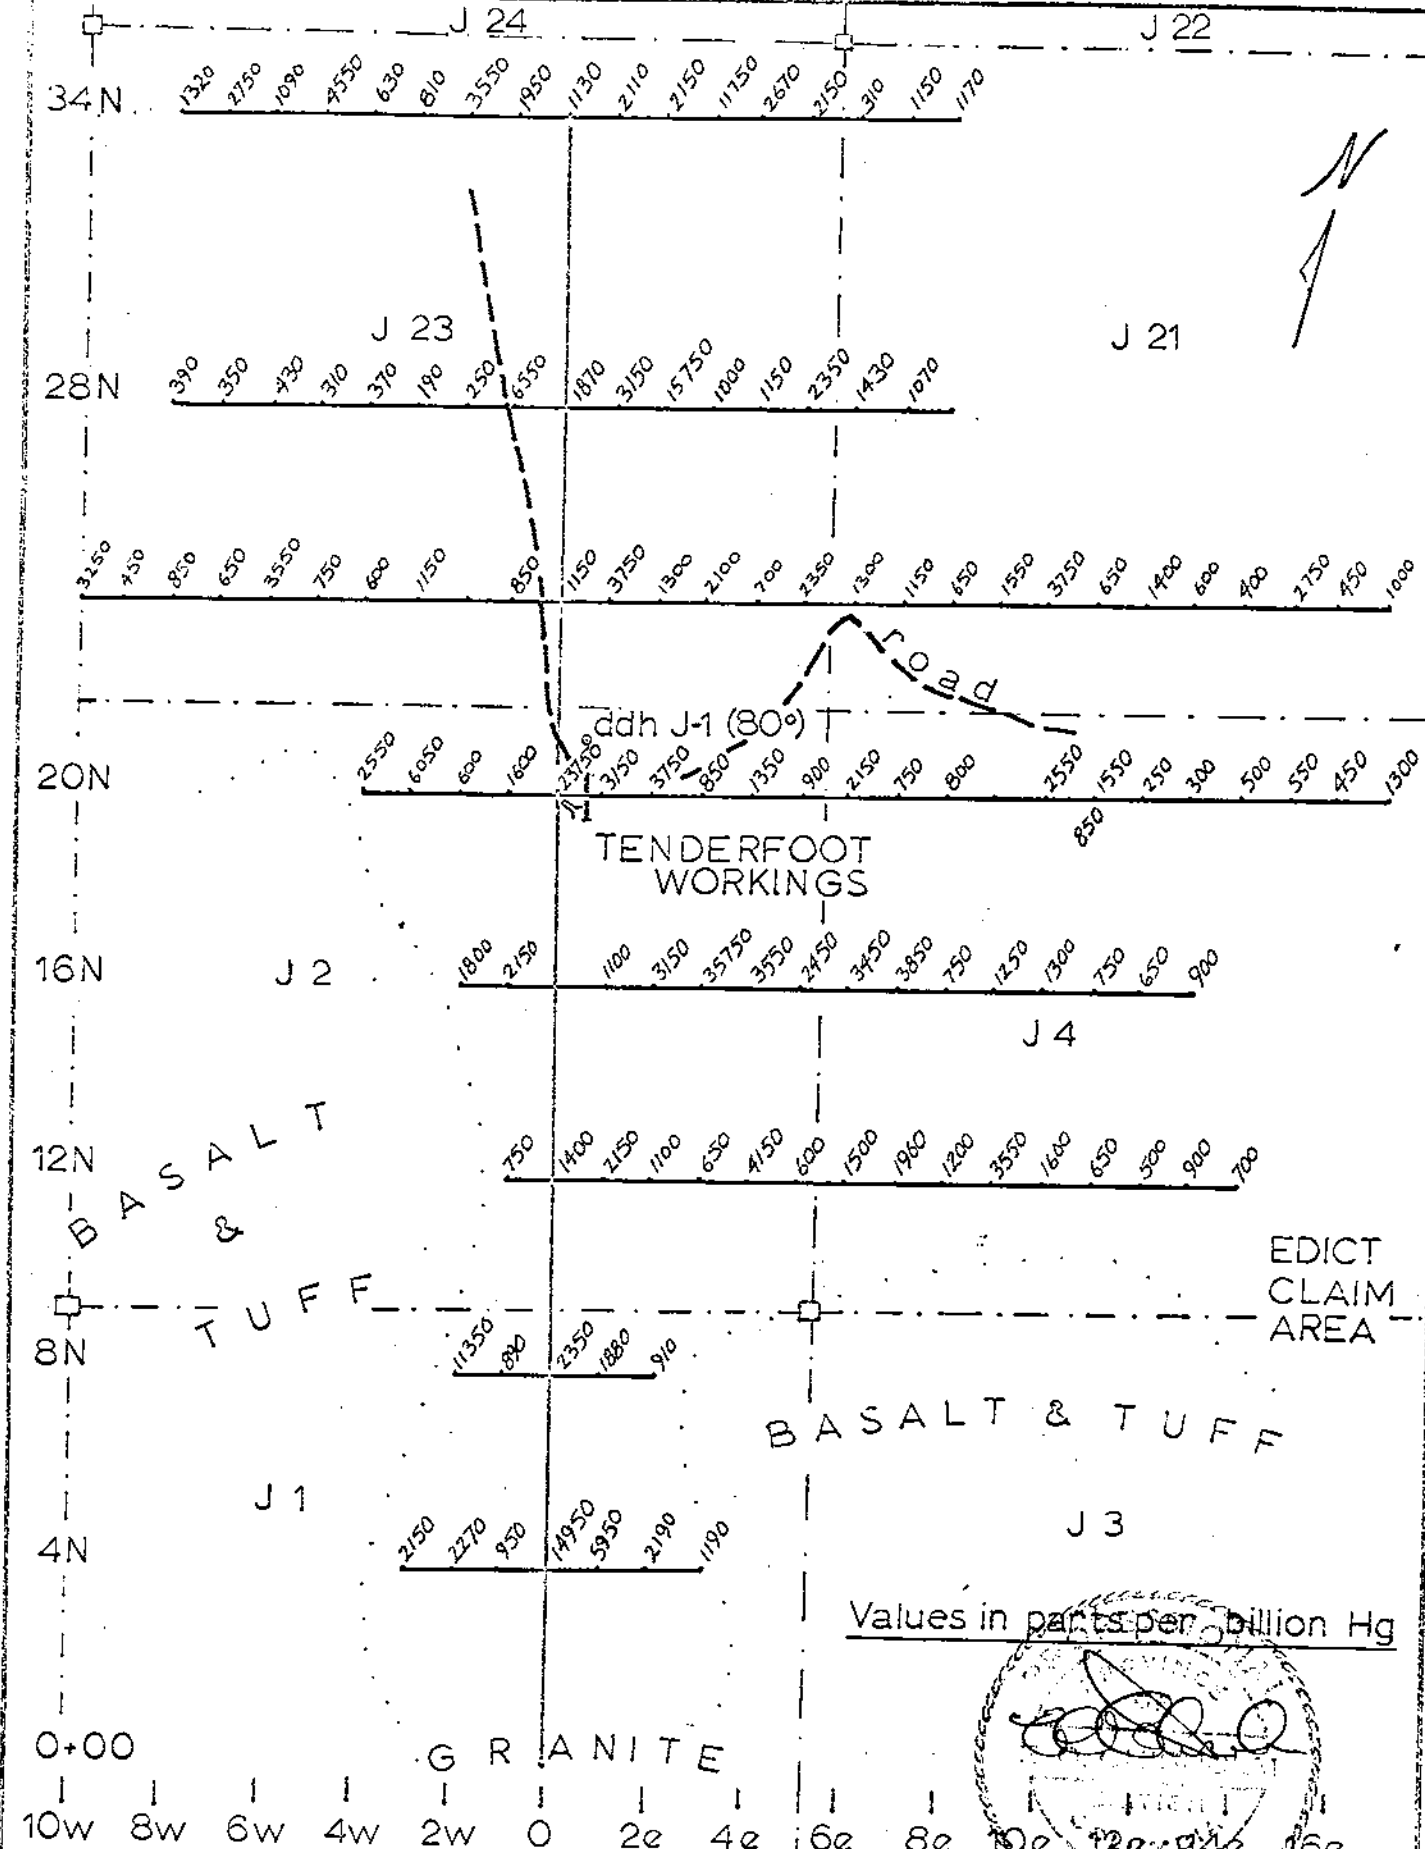 J 24 J 22
34N 1320 2750 1090 4550 630 810 3550 1950 1130 2110 2150 11750 2670 2150 310 1150 1170
N
J 23 J 21
28N 390 350 430 310 370 190 250 6550 1870 3150 15750 1000 1150 2350 1430 1070
3250 450 850 650 3550 750 600 1150 850 1150 3750 1300 2100 700 2350 1300 1150 650 1550 3750 650 1400 600 400 2750 450 1000
road
ddh J-1 (80°)
20N 2550 6050 600 1600 23750 3150 3750 850 1350 900 2150 750 800 2550 1550 250 300 500 550 450 1300
850
TENDERFOOT
WORKINGS
16N J 2 1800 2150 1100 3150 35750 3550 2450 3450 3850 750 1250 1300 750 650 900
J 4
12N 750 1400 2150 1100 650 4150 600 1500 1960 1200 3550 1600 650 500 900 700
BASALT
&
TUFF
EDICT
CLAIM
AREA
8N 11350 890 2350 1880 910
BASALT & TUFF
J 1 J 3
4N 2150 2270 950 14950 5950 2190 1190
Values in parts per billion Hg
0+00
GRANITE
10w 8w 6w 4w 2w 0 2e 4e 6e 8e 10e 12e 14e 16e